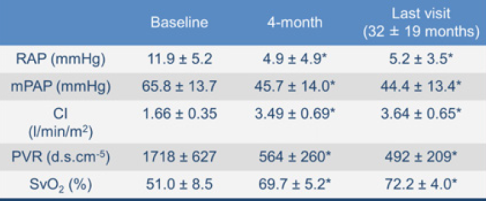 Baseline 4-month Last visit
(32 ± 19 months)
RAP (mmHg) 11.9 ± 5.2 4.9 ± 4.9* 5.2 ± 3.5*
mPAP (mmHg) 65.8 ± 13.7 45.7 ± 14.0* 44.4 ± 13.4*
CI
(l/min/m²) 1.66 ± 0.35 3.49 ± 0.69* 3.64 ± 0.65*
PVR (d.s.cm⁻⁵) 1718 ± 627 564 ± 260* 492 ± 209*
SvO₂ (%) 51.0 ± 8.5 69.7 ± 5.2* 72.2 ± 4.0*